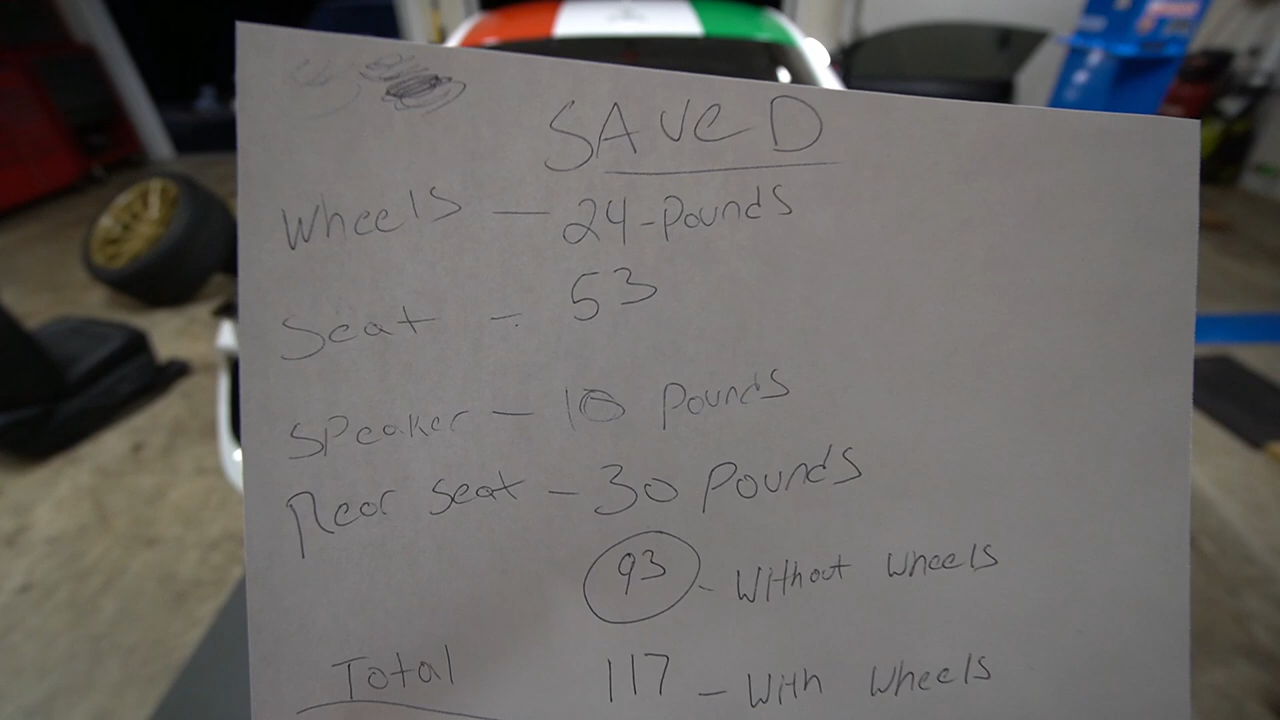 SAVED
Wheels — 24-Pounds
Seat - 53
Speaker — 10 Pounds
Rear Seat - 30 Pounds
93 - Without Wheels
Total 117 - With Wheels